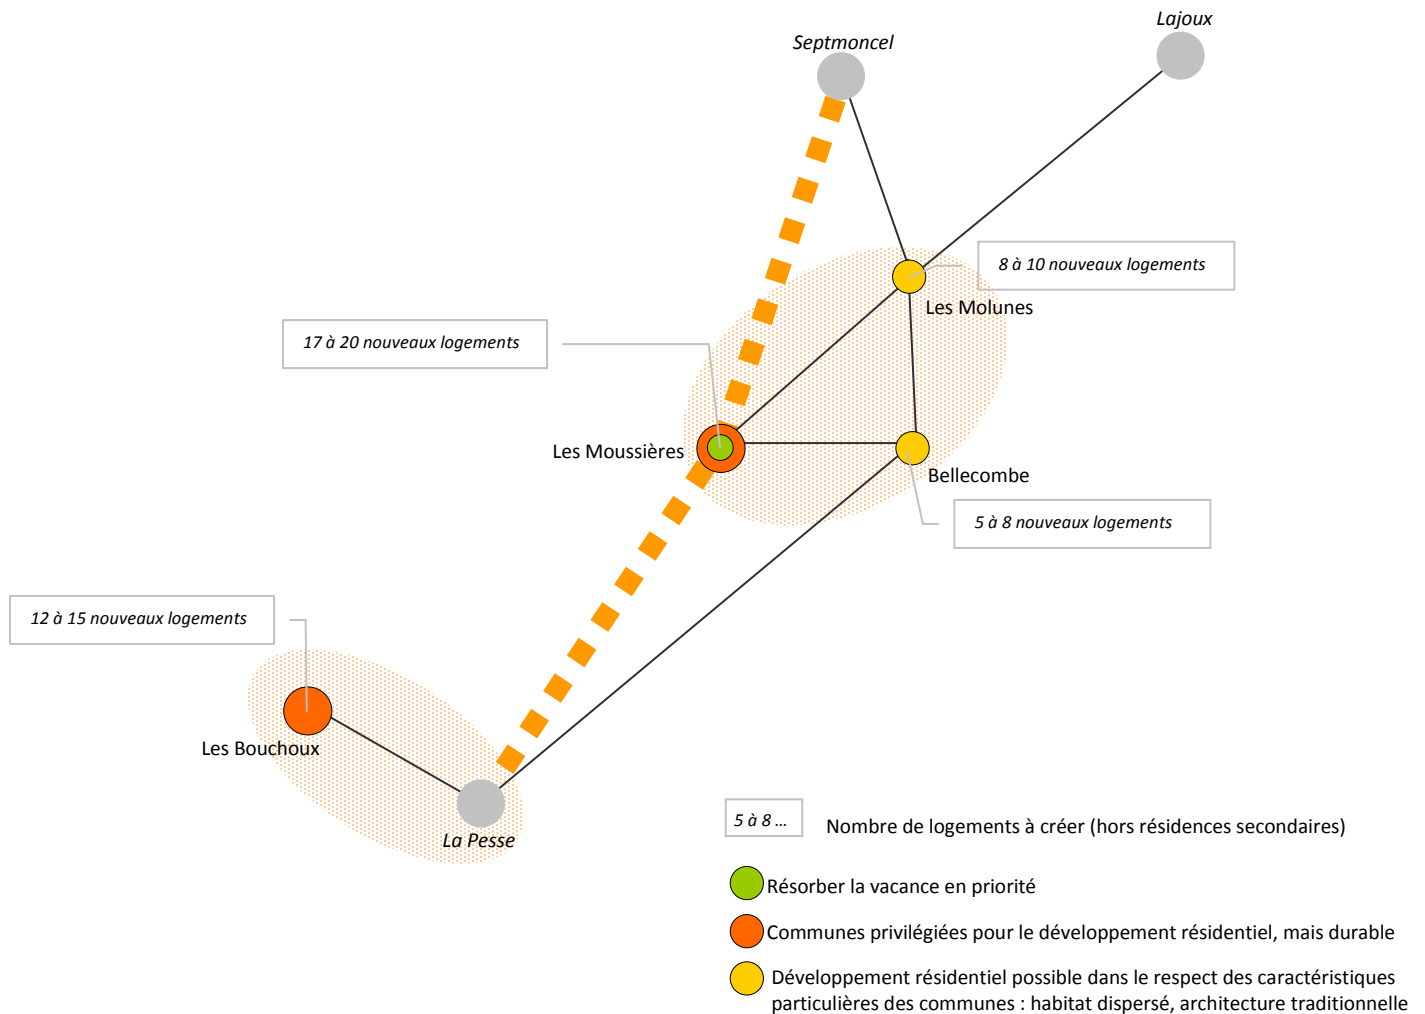 Lajoux
Septmoncel
8 à 10 nouveaux logements
Les Molunes
17 à 20 nouveaux logements
Les Moussières
Bellecombe
5 à 8 nouveaux logements
12 à 15 nouveaux logements
Les Bouchoux
La Pesse
5 à 8 ...
Nombre de logements à créer (hors résidences secondaires)
Résorber la vacance en priorité
Communes privilégiées pour le développement résidentiel, mais durable
Développement résidentiel possible dans le respect des caractéristiques
particulières des communes : habitat dispersé, architecture traditionnelle